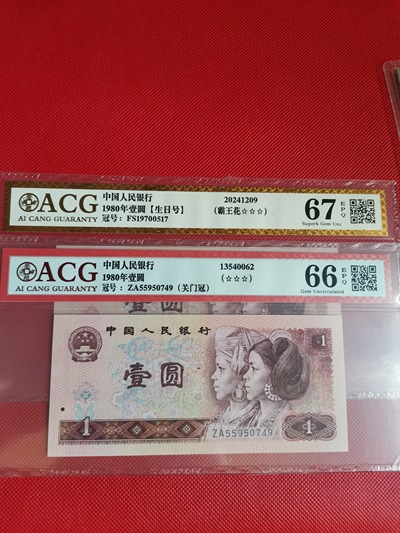 ACG
AI CANG GUARANTY
中国人民银行
1980年壹圆【生日号】
冠号: FS19700517
20241209
(霸王花☆☆☆)
67 EPQ
Superb Gem Unc
ACG
AI CANG GUARANTY
中国人民银行
1980年壹圆
冠号: ZA55950749 (关门冠)
13540062
(☆☆☆)
66 EPQ
Gem Uncirculated
中国人民银行
1
壹圆
1
ZA55950749
1